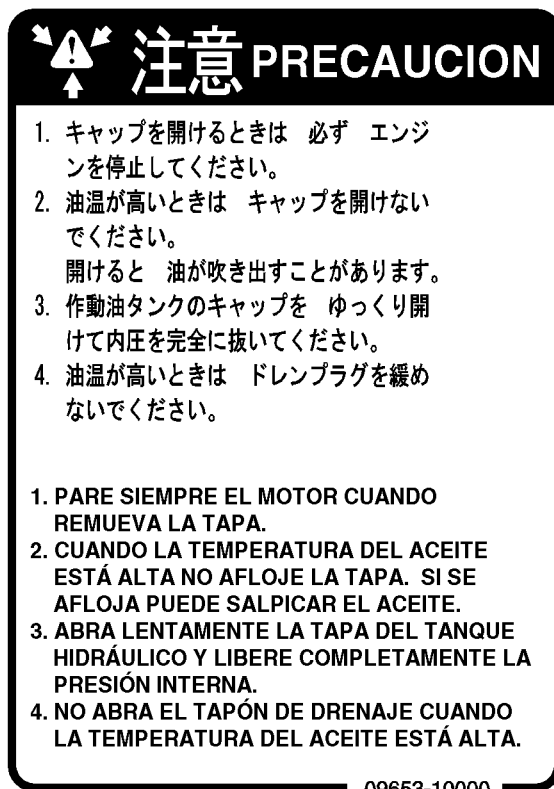 注意 PRECAUCION
1. キャップを開けるときは 必ず エンジ
ンを停止してください。
2. 油温が高いときは キャップを開けない
でください。
開けると 油が吹き出すことがあります。
3. 作動油タンクのキャップを ゆっくり開
けて内圧を完全に抜いてください。
4. 油温が高いときは ドレンプラグを緩め
ないでください。
1. PARE SIEMPRE EL MOTOR CUANDO
REMUEVA LA TAPA.
2. CUANDO LA TEMPERATURA DEL ACEITE
ESTÁ ALTA NO AFLOJE LA TAPA. SI SE
AFLOJA PUEDE SALPICAR EL ACEITE.
3. ABRA LENTAMENTE LA TAPA DEL TANQUE
HIDRÁULICO Y LIBERE COMPLETAMENTE LA
PRESIÓN INTERNA.
4. NO ABRA EL TAPÓN DE DRENAJE CUANDO
LA TEMPERATURA DEL ACEITE ESTÁ ALTA.
09653-10000